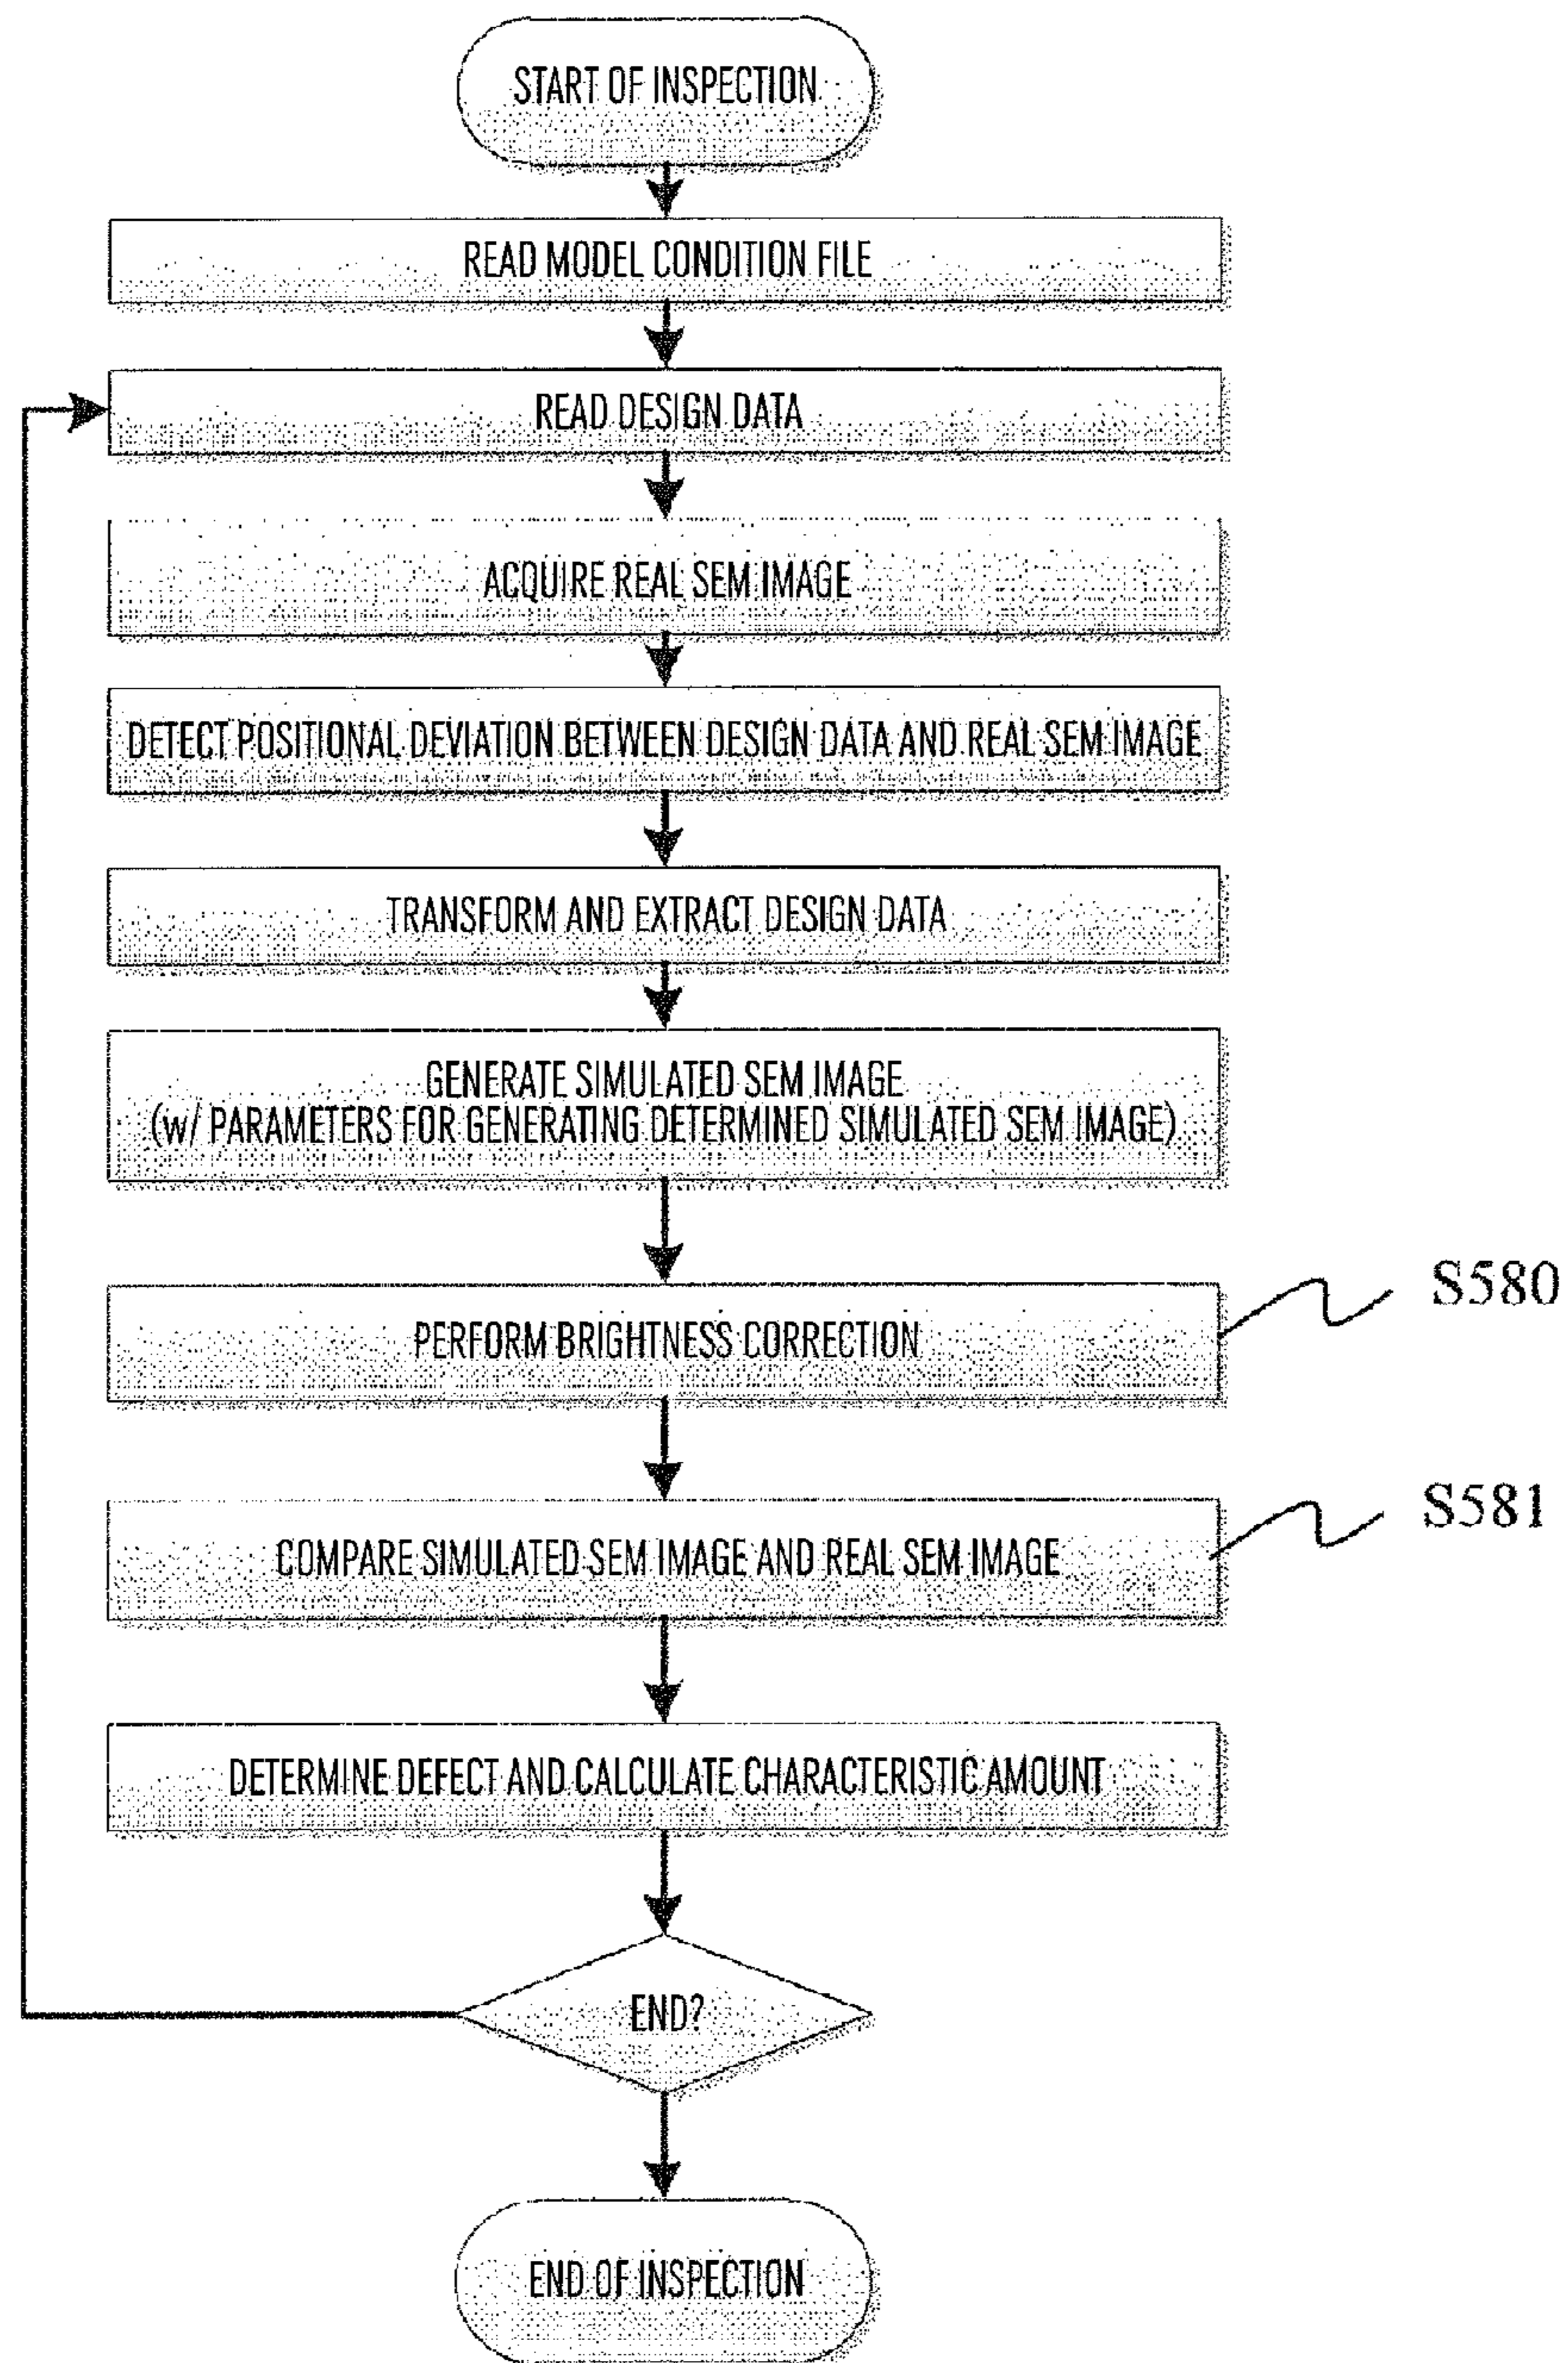 START OF INSPECTION
READ MODEL CONDITION FILE
READ DESIGN DATA
ACQUIRE REAL SEM IMAGE
DETECT POSITIONAL DEVIATION BETWEEN DESIGN DATA AND REAL SEM IMAGE
TRANSFORM AND EXTRACT DESIGN DATA
GENERATE SIMULATED SEM IMAGE
(W/ PARAMETERS FOR GENERATING DETERMINED SIMULATED SEM IMAGE)
S580
PERFORM BRIGHTNESS CORRECTION
S581
COMPARE SIMULATED SEM IMAGE AND REAL SEM IMAGE
DETERMINE DEFECT AND CALCULATE CHARACTERISTIC AMOUNT
END?
END OF INSPECTION